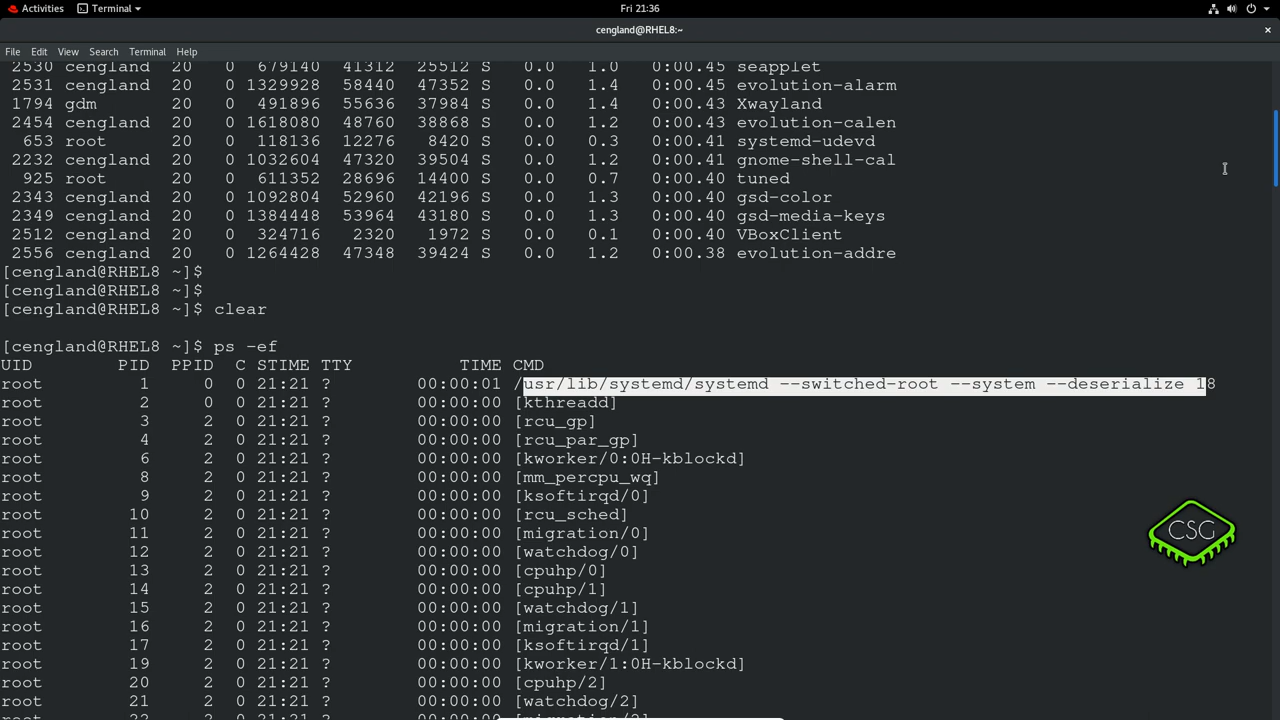 Activities Terminal Fri 21:36
cengland@RHEL8:~ ×
File Edit View Search Terminal Help
2530 cengland 20 0 679140 41312 25512 S 0.0 1.0 0:00.45 seapplet
2531 cengland 20 0 1329928 58440 47352 S 0.0 1.4 0:00.45 evolution-alarm
1794 gdm 20 0 491896 55636 37984 S 0.0 1.4 0:00.43 Xwayland
2454 cengland 20 0 1618080 48760 38868 S 0.0 1.2 0:00.43 evolution-calen
653 root 20 0 118136 12276 8420 S 0.0 0.3 0:00.41 systemd-udevd
2232 cengland 20 0 1032604 47320 39504 S 0.0 1.2 0:00.41 gnome-shell-cal
925 root 20 0 611352 28696 14400 S 0.0 0.7 0:00.40 tuned
2343 cengland 20 0 1092804 52960 42196 S 0.0 1.3 0:00.40 gsd-color
2349 cengland 20 0 1384448 53964 43180 S 0.0 1.3 0:00.40 gsd-media-keys
2512 cengland 20 0 324716 2320 1972 S 0.0 0.1 0:00.40 VBoxClient
2556 cengland 20 0 1264428 47348 39424 S 0.0 1.2 0:00.38 evolution-addre
[cengland@RHEL8 ~]$
[cengland@RHEL8 ~]$
[cengland@RHEL8 ~]$ clear
[cengland@RHEL8 ~]$ ps -ef
UID PID PPID C STIME TTY TIME CMD
root 1 0 0 21:21 ? 00:00:01 /usr/lib/systemd/systemd --switched-root --system --deserialize 18
root 2 0 0 21:21 ? 00:00:00 [kthreadd]
root 3 2 0 21:21 ? 00:00:00 [rcu_gp]
root 4 2 0 21:21 ? 00:00:00 [rcu_par_gp]
root 6 2 0 21:21 ? 00:00:00 [kworker/0:0H-kblockd]
root 8 2 0 21:21 ? 00:00:00 [mm_percpu_wq]
root 9 2 0 21:21 ? 00:00:00 [ksoftirqd/0]
root 10 2 0 21:21 ? 00:00:00 [rcu_sched]
root 11 2 0 21:21 ? 00:00:00 [migration/0]
root 12 2 0 21:21 ? 00:00:00 [watchdog/0]
root 13 2 0 21:21 ? 00:00:00 [cpuhp/0]
root 14 2 0 21:21 ? 00:00:00 [cpuhp/1]
root 15 2 0 21:21 ? 00:00:00 [watchdog/1]
root 16 2 0 21:21 ? 00:00:00 [migration/1]
root 17 2 0 21:21 ? 00:00:00 [ksoftirqd/1]
root 19 2 0 21:21 ? 00:00:00 [kworker/1:0H-kblockd]
root 20 2 0 21:21 ? 00:00:00 [cpuhp/2]
root 21 2 0 21:21 ? 00:00:00 [watchdog/2]
CSG